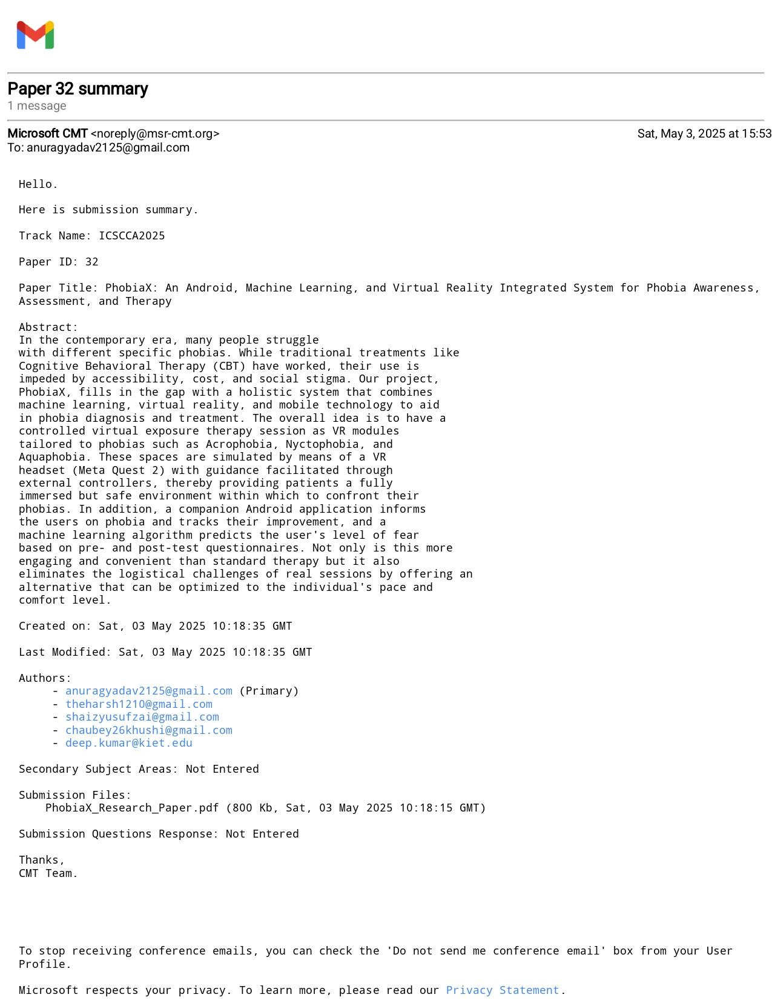 Paper 32 summary
1 message
Microsoft CMT <noreply@msr-cmt.org> Sat, May 3, 2025 at 15:53
To: anuragyadav2125@gmail.com
Hello.
Here is submission summary.
Track Name: ICSCCA2025
Paper ID: 32
Paper Title: PhobiaX: An Android, Machine Learning, and Virtual Reality Integrated System for Phobia Awareness,
Assessment, and Therapy
Abstract:
In the contemporary era, many people struggle
with different specific phobias. While traditional treatments like
Cognitive Behavioral Therapy (CBT) have worked, their use is
impeded by accessibility, cost, and social stigma. Our project,
PhobiaX, fills in the gap with a holistic system that combines
machine learning, virtual reality, and mobile technology to aid
in phobia diagnosis and treatment. The overall idea is to have a
controlled virtual exposure therapy session as VR modules
tailored to phobias such as Acrophobia, Nyctophobia, and
Aquaphobia. These spaces are simulated by means of a VR
headset (Meta Quest 2) with guidance facilitated through
external controllers, thereby providing patients a fully
immersed but safe environment within which to confront their
phobias. In addition, a companion Android application informs
the users on phobia and tracks their improvement, and a
machine learning algorithm predicts the user's level of fear
based on pre- and post-test questionnaires. Not only is this more
engaging and convenient than standard therapy but it also
eliminates the logistical challenges of real sessions by offering an
alternative that can be optimized to the individual's pace and
comfort level.
Created on: Sat, 03 May 2025 10:18:35 GMT
Last Modified: Sat, 03 May 2025 10:18:35 GMT
Authors:
- anuragyadav2125@gmail.com (Primary)
- theharsh1210@gmail.com
- shaizyusufzai@gmail.com
- chaubey26khushi@gmail.com
- deep.kumar@kiet.edu
Secondary Subject Areas: Not Entered
Submission Files:
PhobiaX_Research_Paper.pdf (800 Kb, Sat, 03 May 2025 10:18:15 GMT)
Submission Questions Response: Not Entered
Thanks,
CMT Team.
To stop receiving conference emails, you can check the 'Do not send me conference email' box from your User
Profile.
Microsoft respects your privacy. To learn more, please read our Privacy Statement.